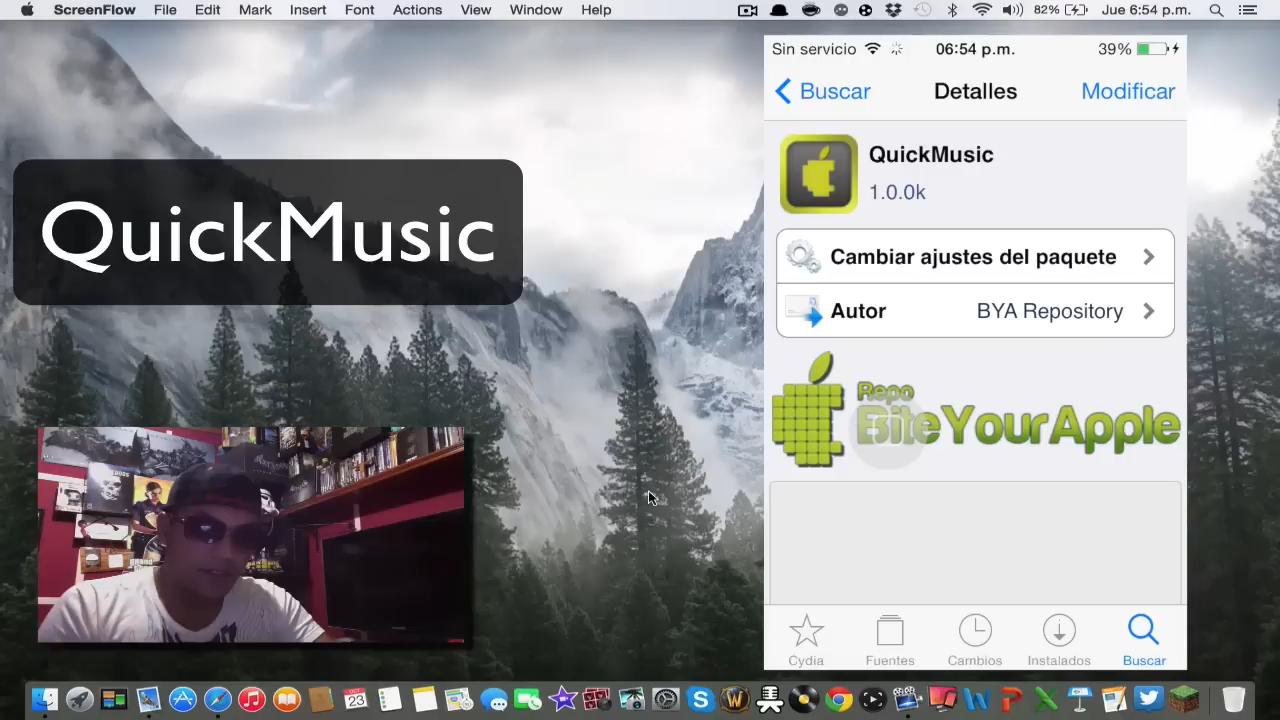 ScreenFlow File Edit Mark Insert Font Actions View Window Help 82% Jue 6:54 p.m.
Sin servicio 06:54 p.m. 39%
Buscar Detalles Modificar
QuickMusic
1.0.0k
QuickMusic
Cambiar ajustes del paquete
Autor BYA Repository
Repo
BiteYourApple
Cydia Fuentes Cambios Instalados Buscar
23